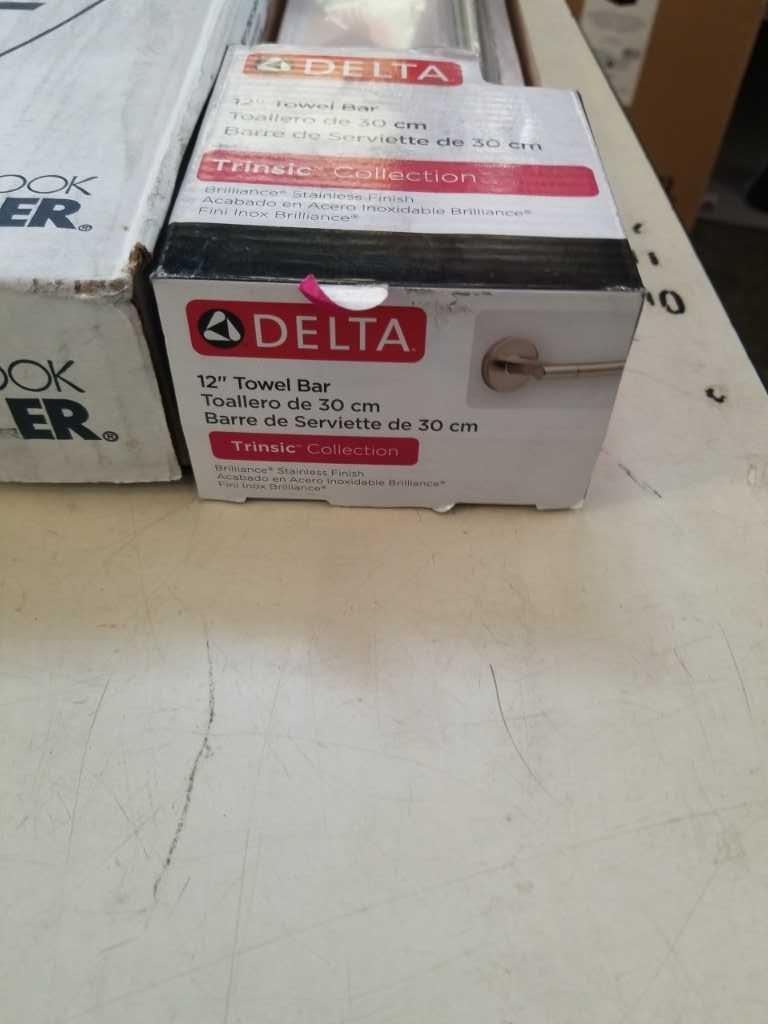 DELTA
12" Towel Bar
Toallero de 30 cm
Barre de Serviette de 30 cm
Trinsic™ Collection
Brilliance® Stainless Finish
Acabado en Acero Inoxidable Brilliance®
Fini Inox Brilliance®
OOK
ER®
DELTA
12" Towel Bar
Toallero de 30 cm
Barre de Serviette de 30 cm
Trinsic™ Collection
Brilliance® Stainless Finish
Acabado en Acero Inoxidable Brilliance®
Fini Inox Brilliance®
OOK
ER®